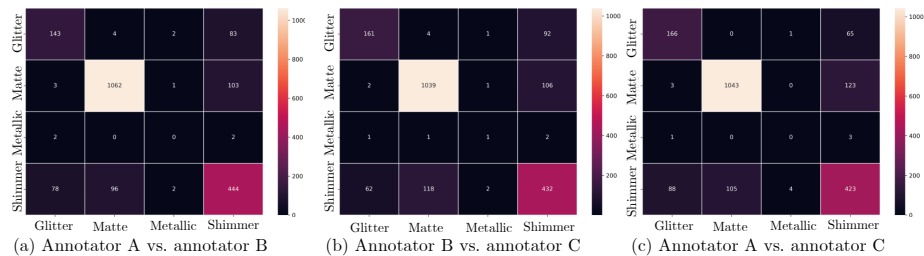 Glitter 143 4 2 83
Matte 3 1062 1 103
Metallic 2 0 0 2
Shimmer 78 96 2 444
Glitter Matte Metallic Shimmer
1000
800
600
400
200
0
(a) Annotator A vs. annotator B
Glitter 161 4 1 92
Matte 2 1039 1 106
Metallic 1 1 1 2
Shimmer 62 118 2 432
Glitter Matte Metallic Shimmer
1000
800
600
400
200
(b) Annotator B vs. annotator C
Glitter 166 0 1 65
Matte 3 1043 0 123
Metallic 1 0 0 3
Shimmer 88 105 4 423
Glitter Matte Metallic Shimmer
1000
800
600
400
200
0
(c) Annotator A vs. annotator C